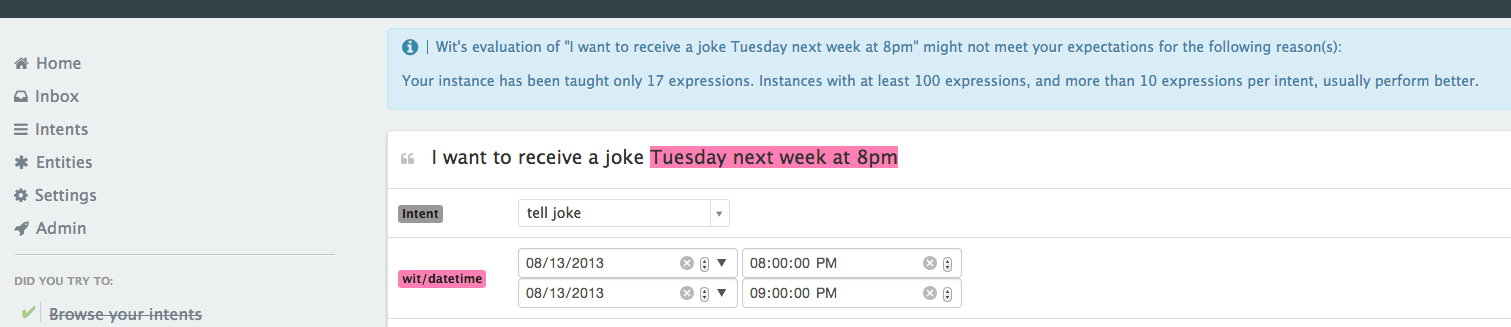 Home
Inbox
Intents
Entities
Settings
Admin
DID YOU TRY TO:
Browse your intents
| Wit's evaluation of "I want to receive a joke Tuesday next week at 8pm" might not meet your expectations for the following reason(s):
Your instance has been taught only 17 expressions. Instances with at least 100 expressions, and more than 10 expressions per intent, usually perform better.
I want to receive a joke Tuesday next week at 8pm
Intent tell joke
wit/datetime
08/13/2013 08:00:00 PM
08/13/2013 09:00:00 PM